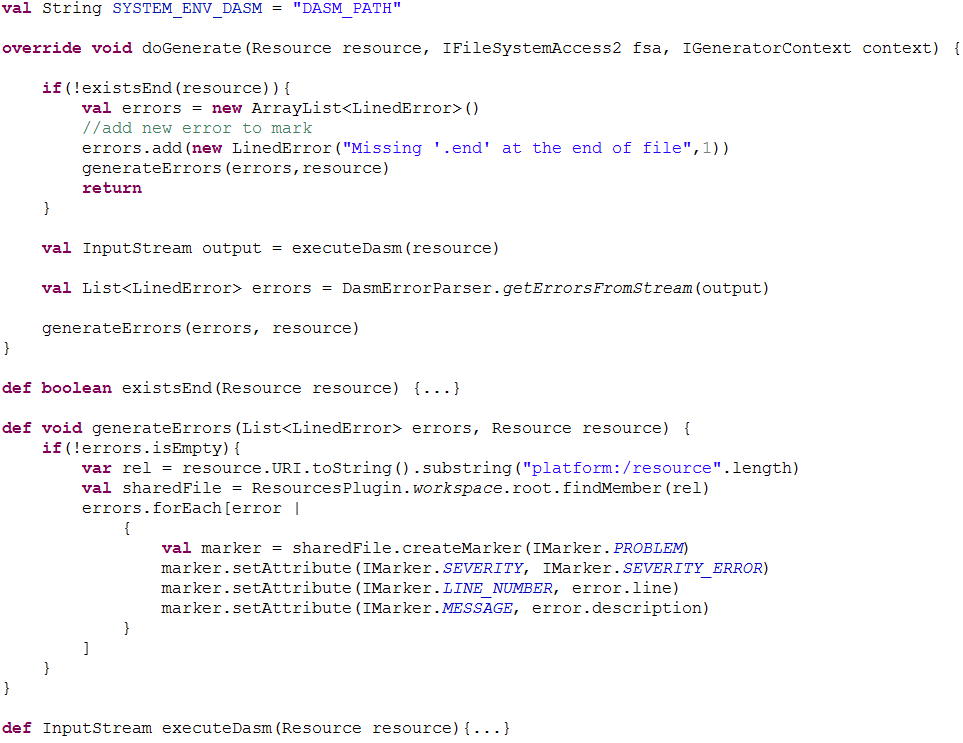 val String SYSTEM_ENV_DASM = "DASM_PATH"
override void doGenerate(Resource resource, IFileSystemAccess2 fsa, IGeneratorContext context) {
if(!existsEnd(resource)){
val errors = new ArrayList<LinedError>()
//add new error to mark
errors.add(new LinedError("Missing '.end' at the end of file",1))
generateErrors(errors,resource)
return
}
val InputStream output = executeDasm(resource)
val List<LinedError> errors = DasmErrorParser.getErrorsFromStream(output)
generateErrors(errors, resource)
}
def boolean existsEnd(Resource resource) {...}
def void generateErrors(List<LinedError> errors, Resource resource) {
if(!errors.isEmpty){
var rel = resource.URI.toString().substring("platform:/resource".length)
val sharedFile = ResourcesPlugin.workspace.root.findMember(rel)
errors.forEach[error |
{
val marker = sharedFile.createMarker(IMarker.PROBLEM)
marker.setAttribute(IMarker.SEVERITY, IMarker.SEVERITY_ERROR)
marker.setAttribute(IMarker.LINE_NUMBER, error.line)
marker.setAttribute(IMarker.MESSAGE, error.description)
}
]
}
}
def InputStream executeDasm(Resource resource){...}